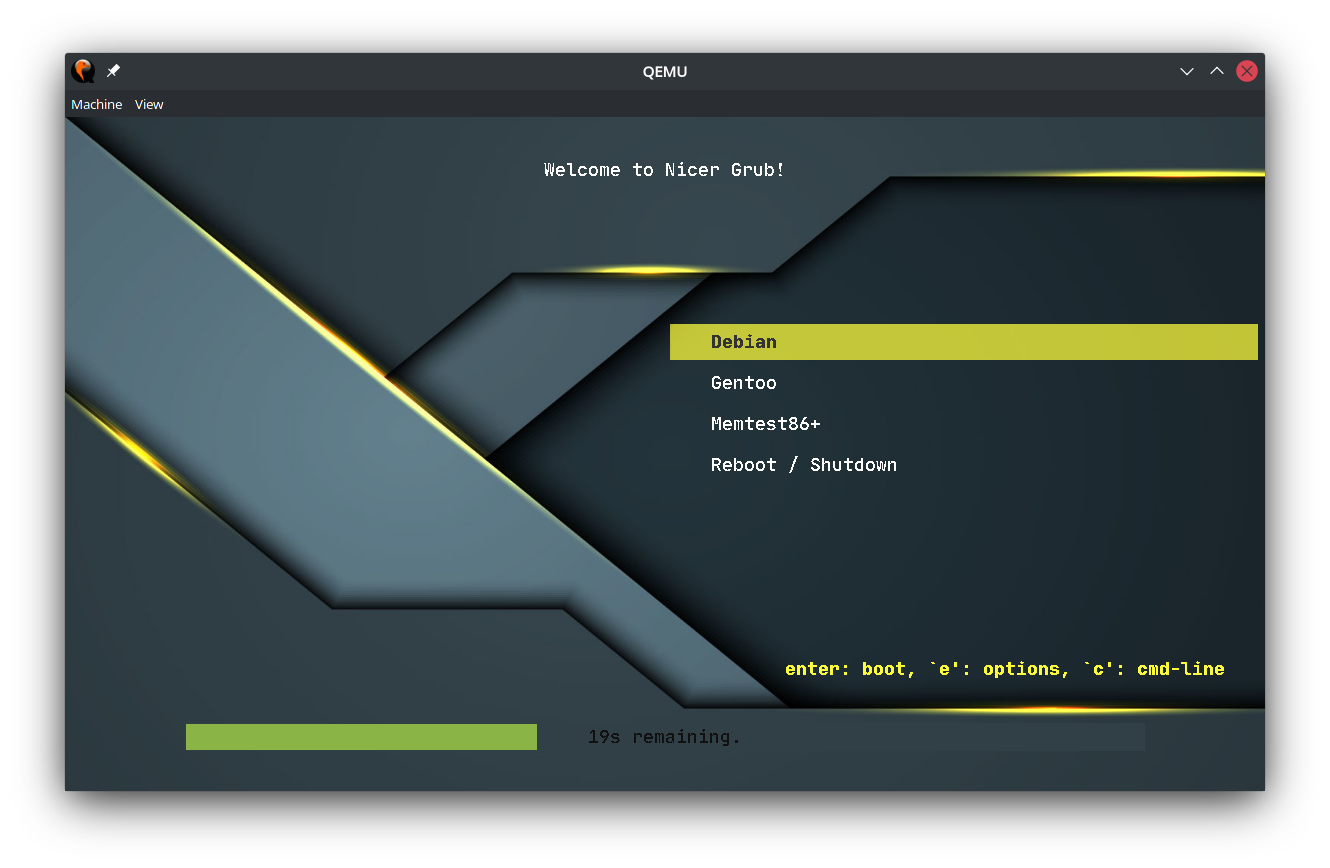 QEMU
Machine View
Welcome to Nicer Grub!
Debian
Gentoo
Memtest86+
Reboot / Shutdown
enter: boot, `e': options, `c': cmd-line
19s remaining.